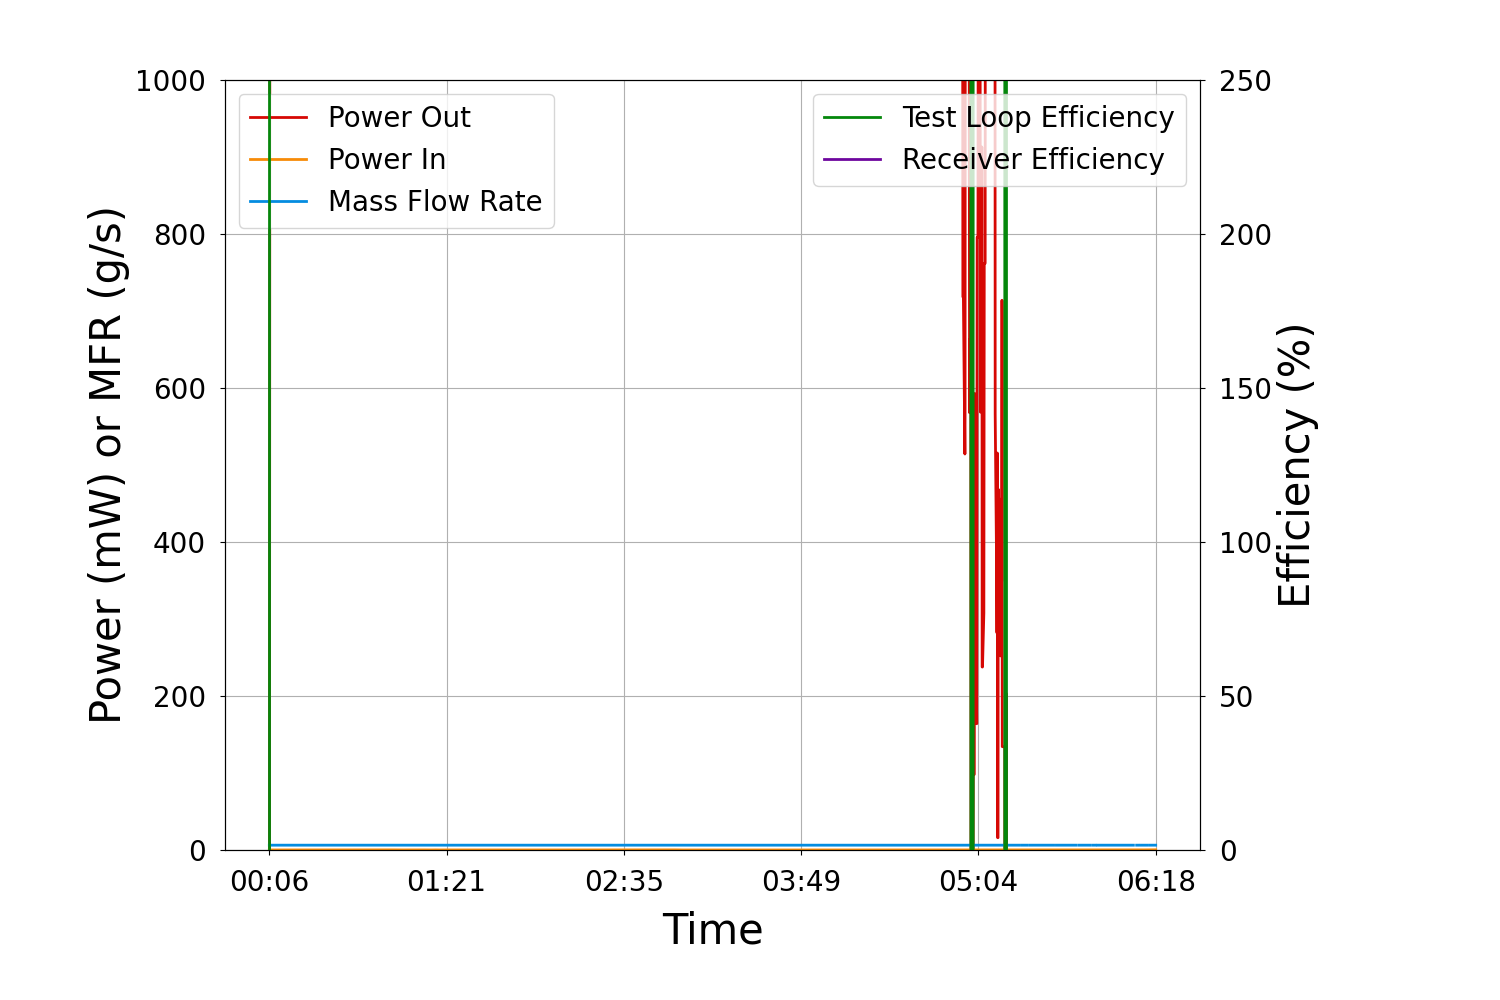 1000
800
600
400
200
0
Power (mW) or MFR (g/s)
Power Out
Power In
Mass Flow Rate
Test Loop Efficiency
Receiver Efficiency
250
200
150
100
50
0
Efficiency (%)
00:06 01:21 02:35 03:49 05:04 06:18
Time